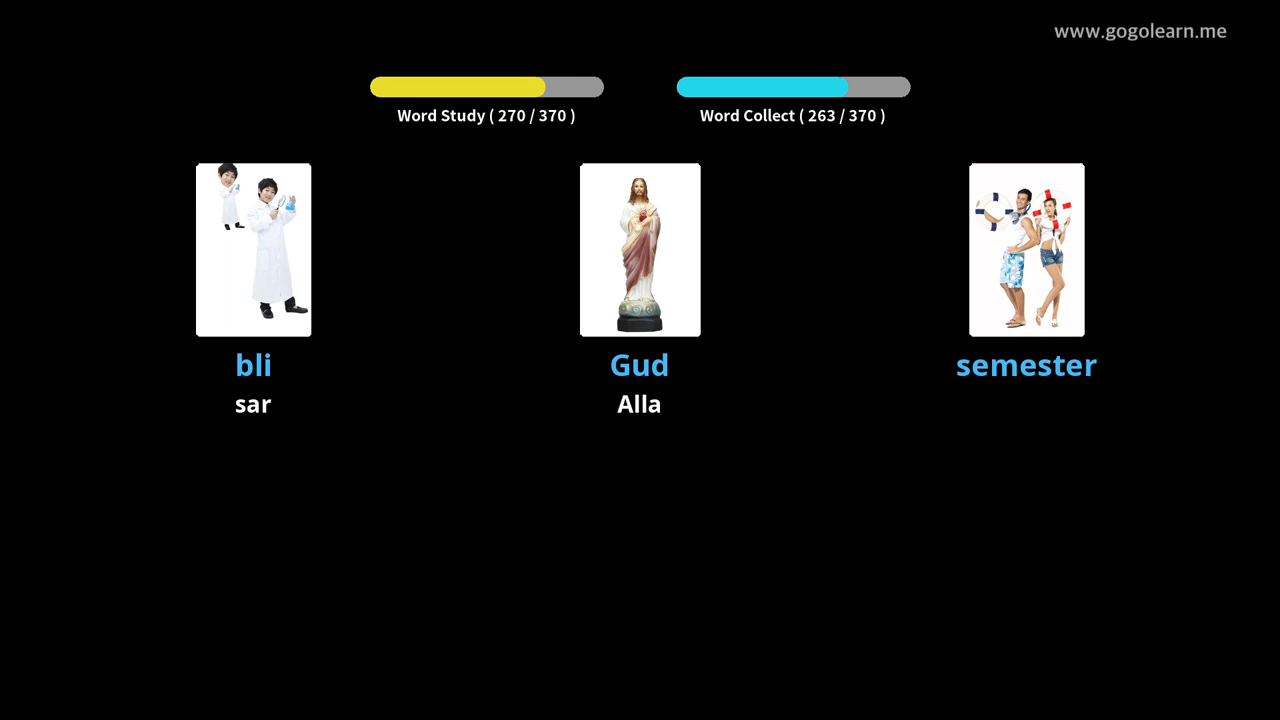 www.gogolearn.me
Word Study ( 270 / 370 )
Word Collect ( 263 / 370 )
bli
Gud
semester
sar
Alla